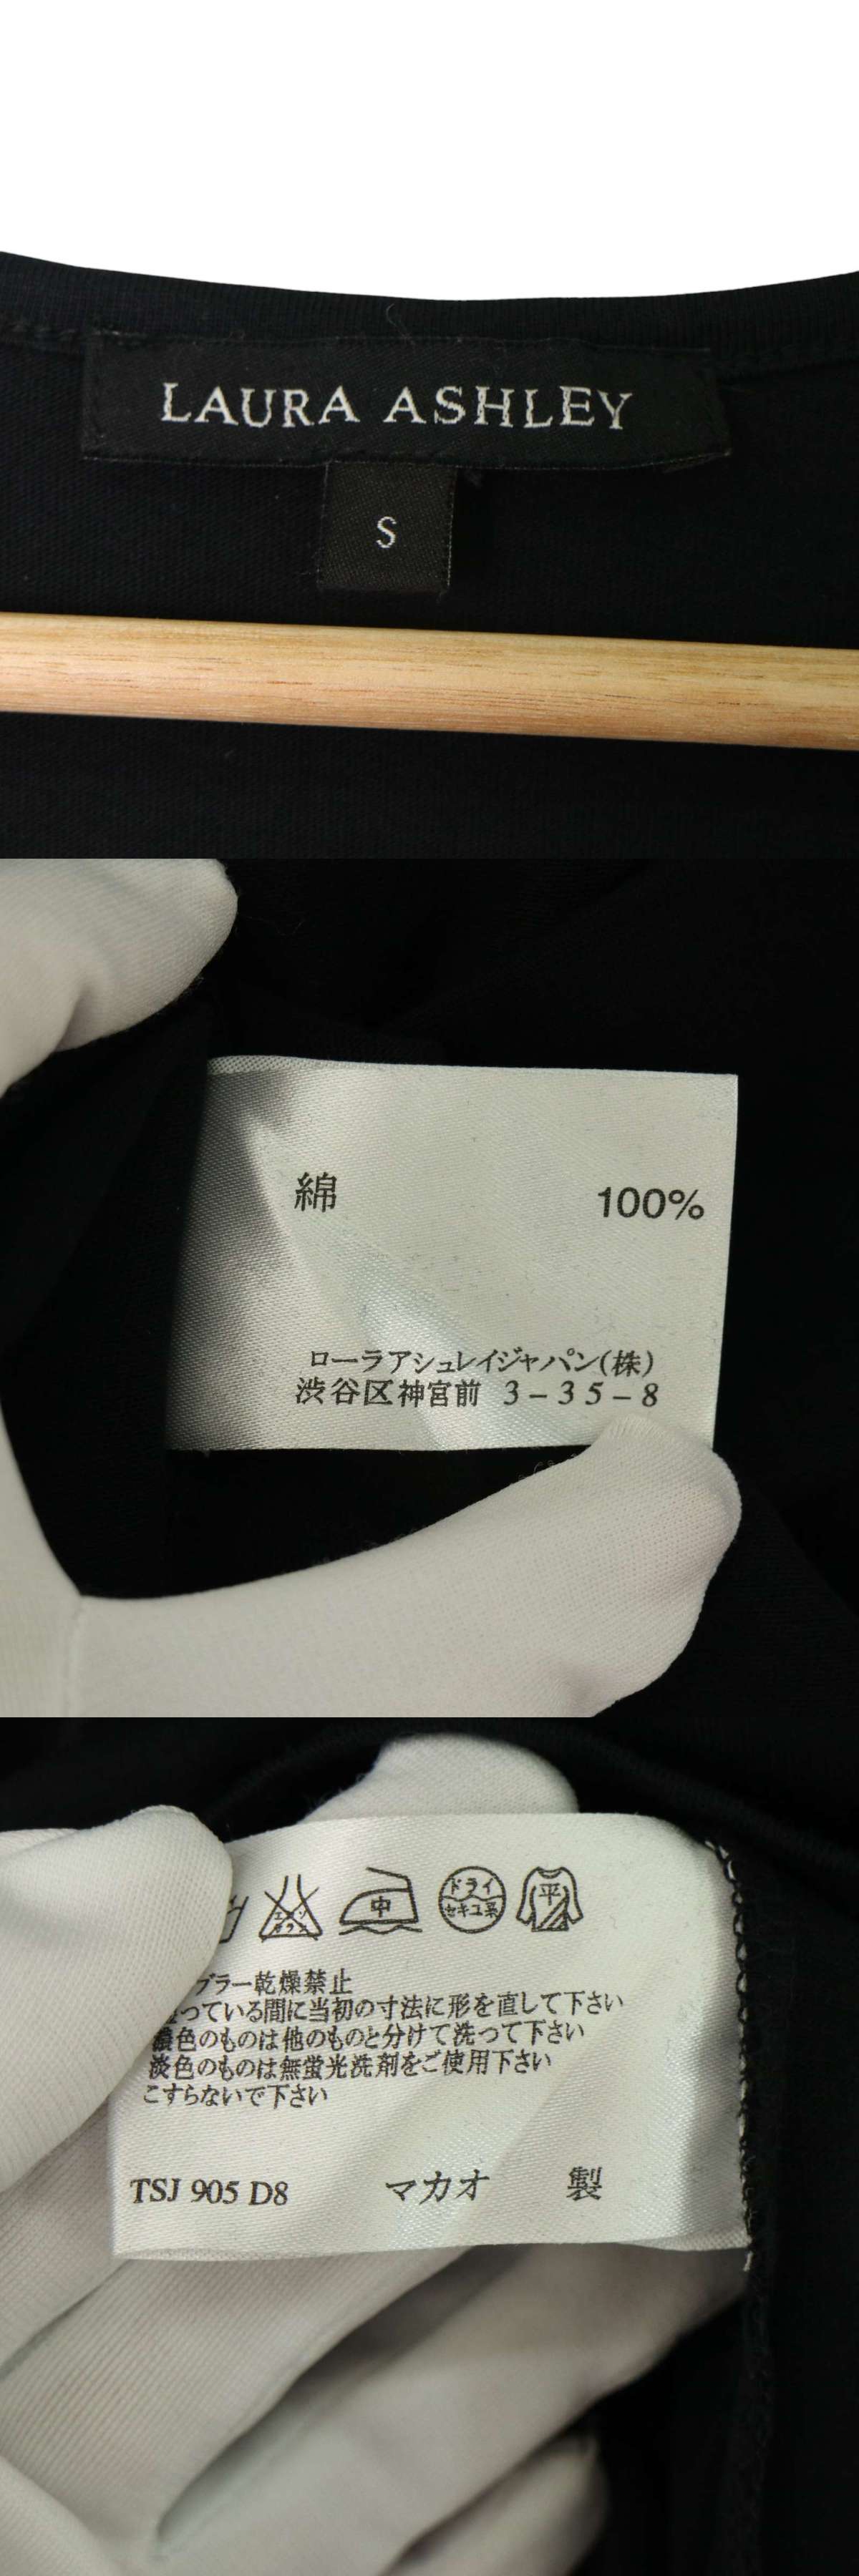 LAURA ASHLEY
S
綿 100%
ローラアシュレイジャパン(株)
渋谷区神宮前 3-35-8
中
ドライ
セキユ系
平
ブラー乾燥禁止
っている間に当初の寸法に形を直して下さい
濃色のものは他のものと分けて洗って下さい
淡色のものは無蛍光洗剤をご使用下さい
こすらないで下さい
TSJ 905 D8 マカオ 製